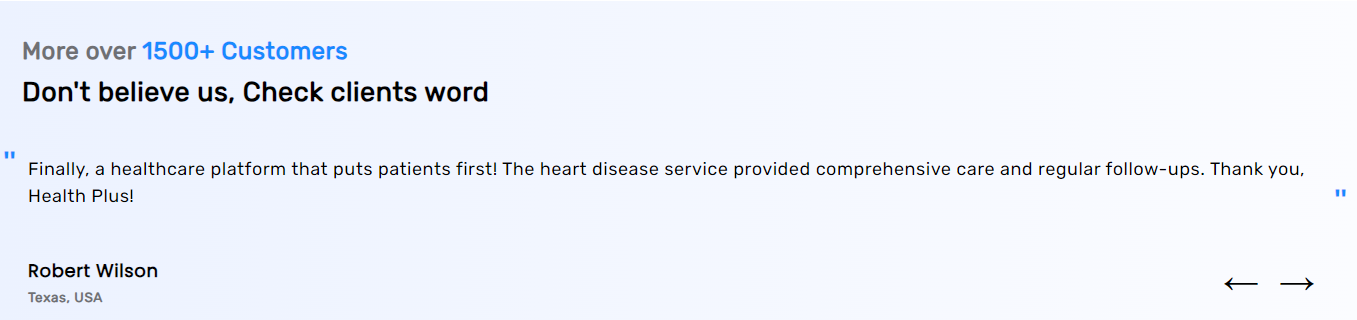 More over 1500+ Customers
Don't believe us, Check clients word
" Finally, a healthcare platform that puts patients first! The heart disease service provided comprehensive care and regular follow-ups. Thank you,
Health Plus! "
Robert Wilson
Texas, USA
← →